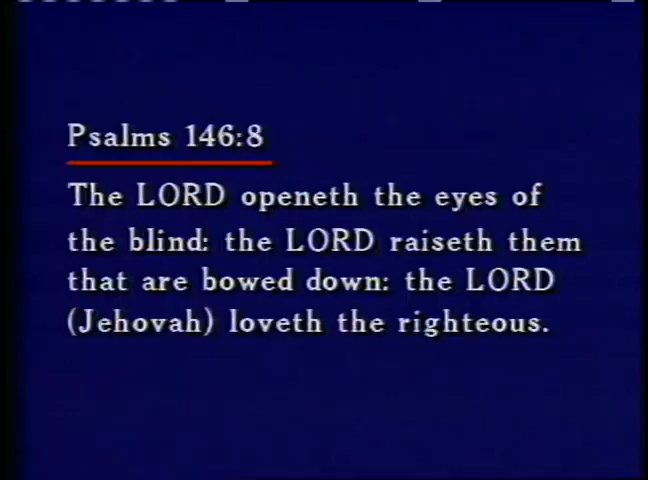 Psalms 146:8
The LORD openeth the eyes of
the blind: the LORD raiseth them
that are bowed down: the LORD
(Jehovah) loveth the righteous.